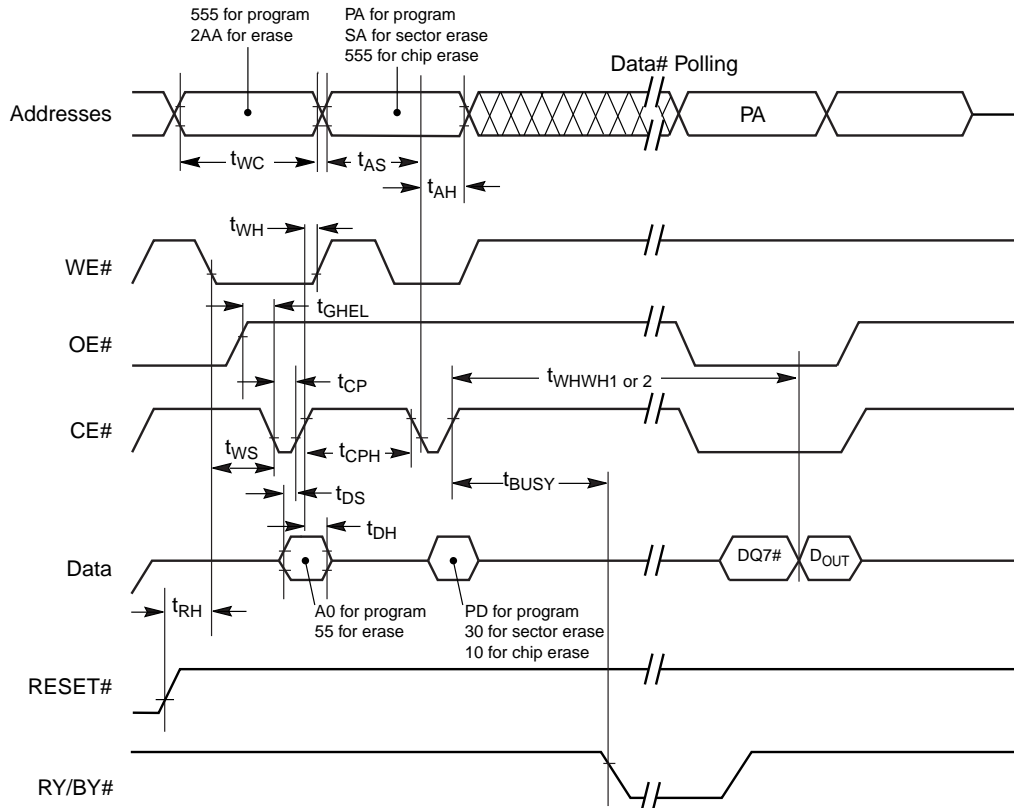 555 for program
2AA for erase
PA for program
SA for sector erase
555 for chip erase
Data# Polling
Addresses
PA
tWC
tAS
tAH
tWH
WE#
tGHEL
OE#
tCP
tWHWH1 or 2
CE#
tWS
tCPH
tBUSY
tDS
tDH
Data
DQ7#
DOUT
tRH
A0 for program
55 for erase
PD for program
30 for sector erase
10 for chip erase
RESET#
RY/BY#